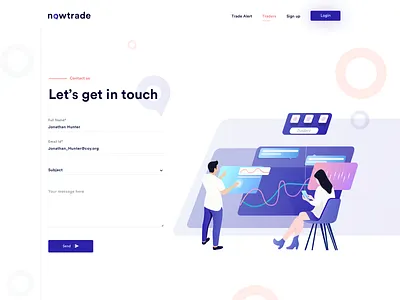 nowtrade
Trade Alert
Traders
Sign up
Login
Contact us
Let's get in touch
Full Name*
Jonathan Hunter
Email Id*
Jonathan_Hunter@xxy.org
Subject
Your message here
Send